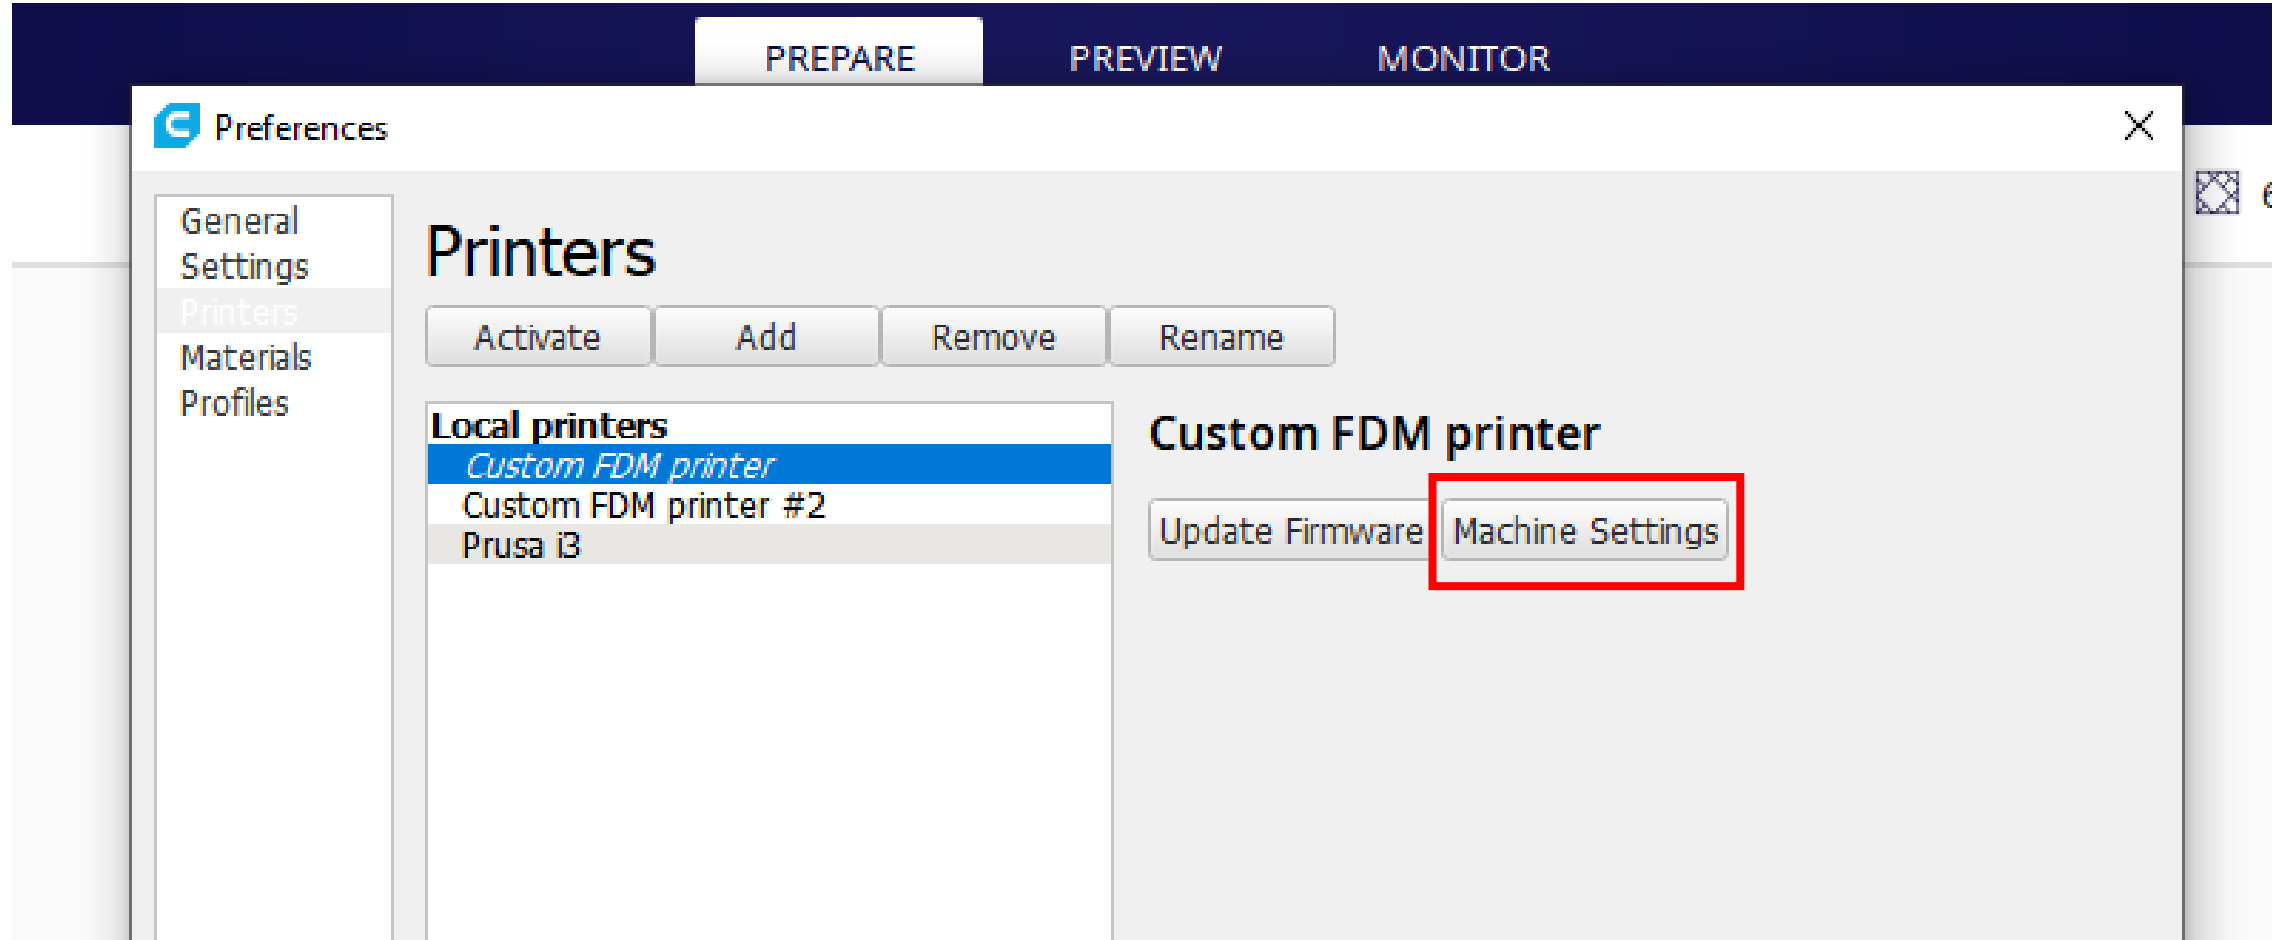 PREPARE PREVIEW MONITOR
Preferences
6
General
Settings
Printers
Materials
Profiles
Printers
Activate Add Remove Rename
Local printers
Custom FDM printer
Custom FDM printer #2
Prusa i3
Custom FDM printer
Update Firmware Machine Settings